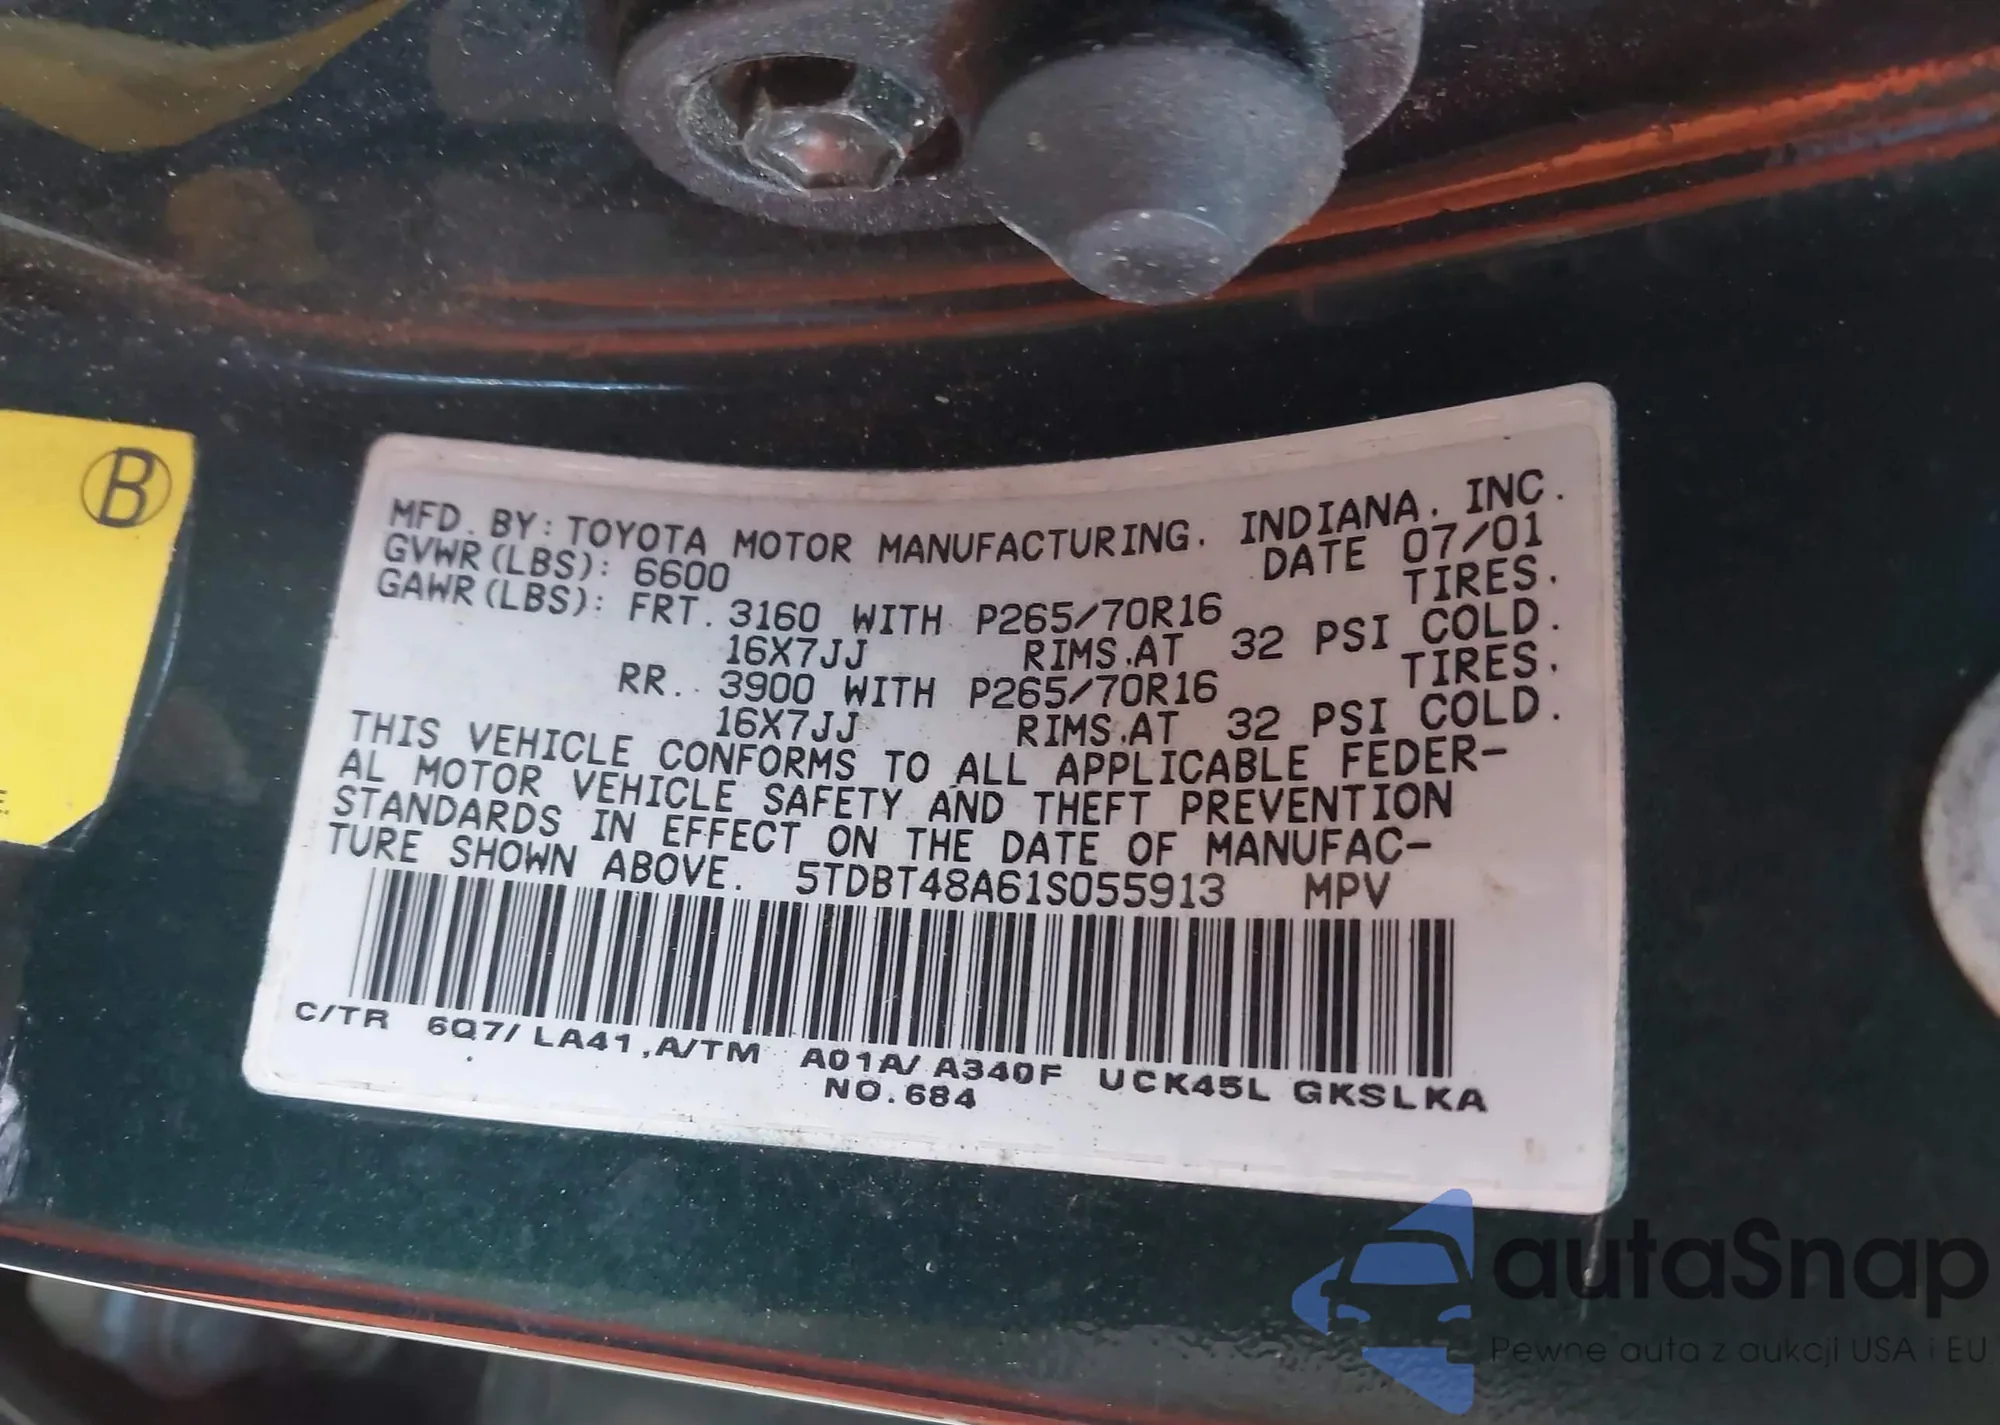 B
MFD. BY: TOYOTA MOTOR MANUFACTURING. INDIANA. INC.
GVWR(LBS): 6600 DATE 07/01
GAWR(LBS): FRT. 3160 WITH P265/70R16 TIRES.
16X7JJ RIMS.AT 32 PSI COLD.
RR. 3900 WITH P265/70R16 TIRES.
16X7JJ RIMS.AT 32 PSI COLD.
THIS VEHICLE CONFORMS TO ALL APPLICABLE FEDER-
AL MOTOR VEHICLE SAFETY AND THEFT PREVENTION
STANDARDS IN EFFECT ON THE DATE OF MANUFAC-
TURE SHOWN ABOVE. 5TDBT48A61S055913 MPV
C/TR 6Q7/ LA41,A/TM A01A/ A340F UCK45L GKSLKA
NO.684
autaSnap
Pewne auta z aukcji USA i EU